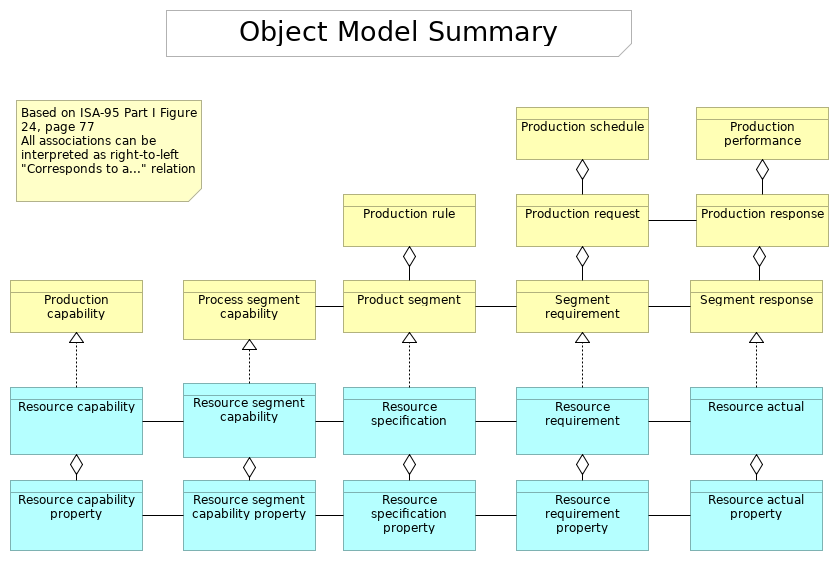 Object Model Summary
Based on ISA-95 Part I Figure
24, page 77
All associations can be
interpreted as right-to-left
"Corresponds to a..." relation
Production schedule
Production
performance
Production rule
Production request
Production response
Production
capability
Process segment
capability
Product segment
Segment
requirement
Segment response
Resource capability
Resource segment
capability
Resource
specification
Resource
requirement
Resource actual
Resource capability
property
Resource segment
capability property
Resource
specification
property
Resource
requirement
property
Resource actual
property